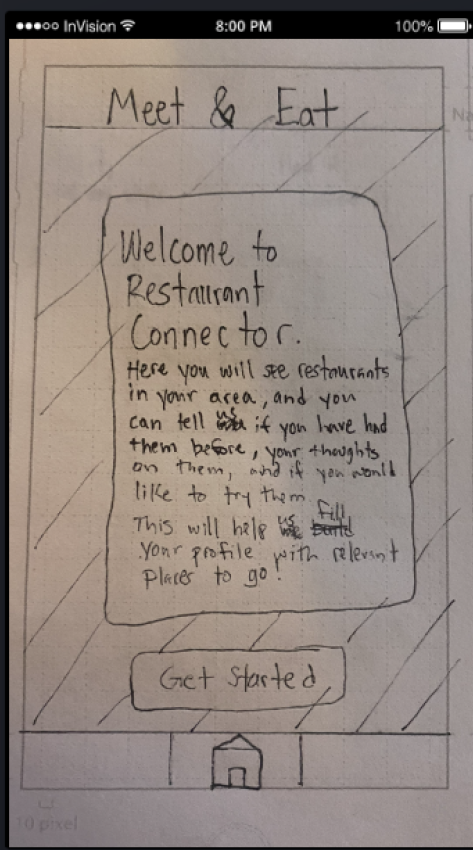 InVision 8:00 PM 100%
Na
Meet & Eat
Welcome to
Restaurant
Connector.
Here you will see restaurants
in your area, and you
can tell us if you have had
them before, your thoughts
on them, and if you would
like to try them
fill
This will help us build
your profile with relevant
places to go!
Get Started
10 pixel